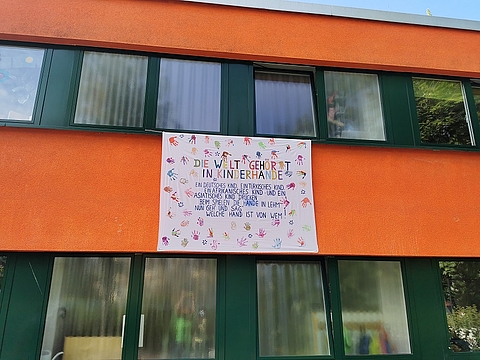 DIE WELT GEHÖRT
IN KINDERHÄNDE
EIN DEUTSCHES KIND, EIN TÜRKISCHES KIND,
EIN AFRIKANISCHES KIND UND EIN
ASIATISCHES KIND DRÜCKEN
BEIM SPIELEN DIE HÄNDE IN LEHM
NUN GEH UND SAG:
WELCHE HAND IST VON WEM